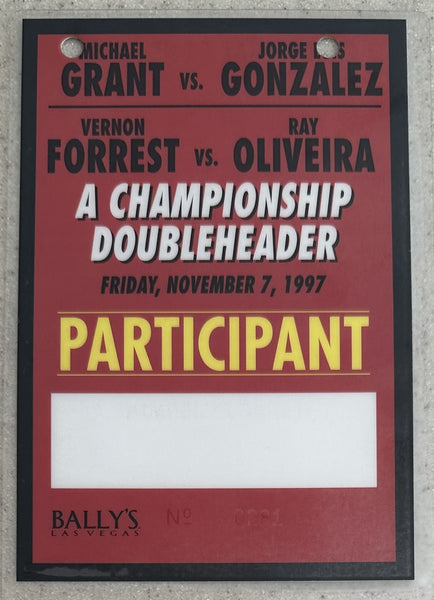 MICHAEL JORGE
GRANT vs. GONZALEZ
VERNON RAY
FORREST vs. OLIVEIRA
A CHAMPIONSHIP
DOUBLEHEADER
FRIDAY, NOVEMBER 7, 1997
PARTICIPANT
BALLY'S
LAS VEGAS
Nº